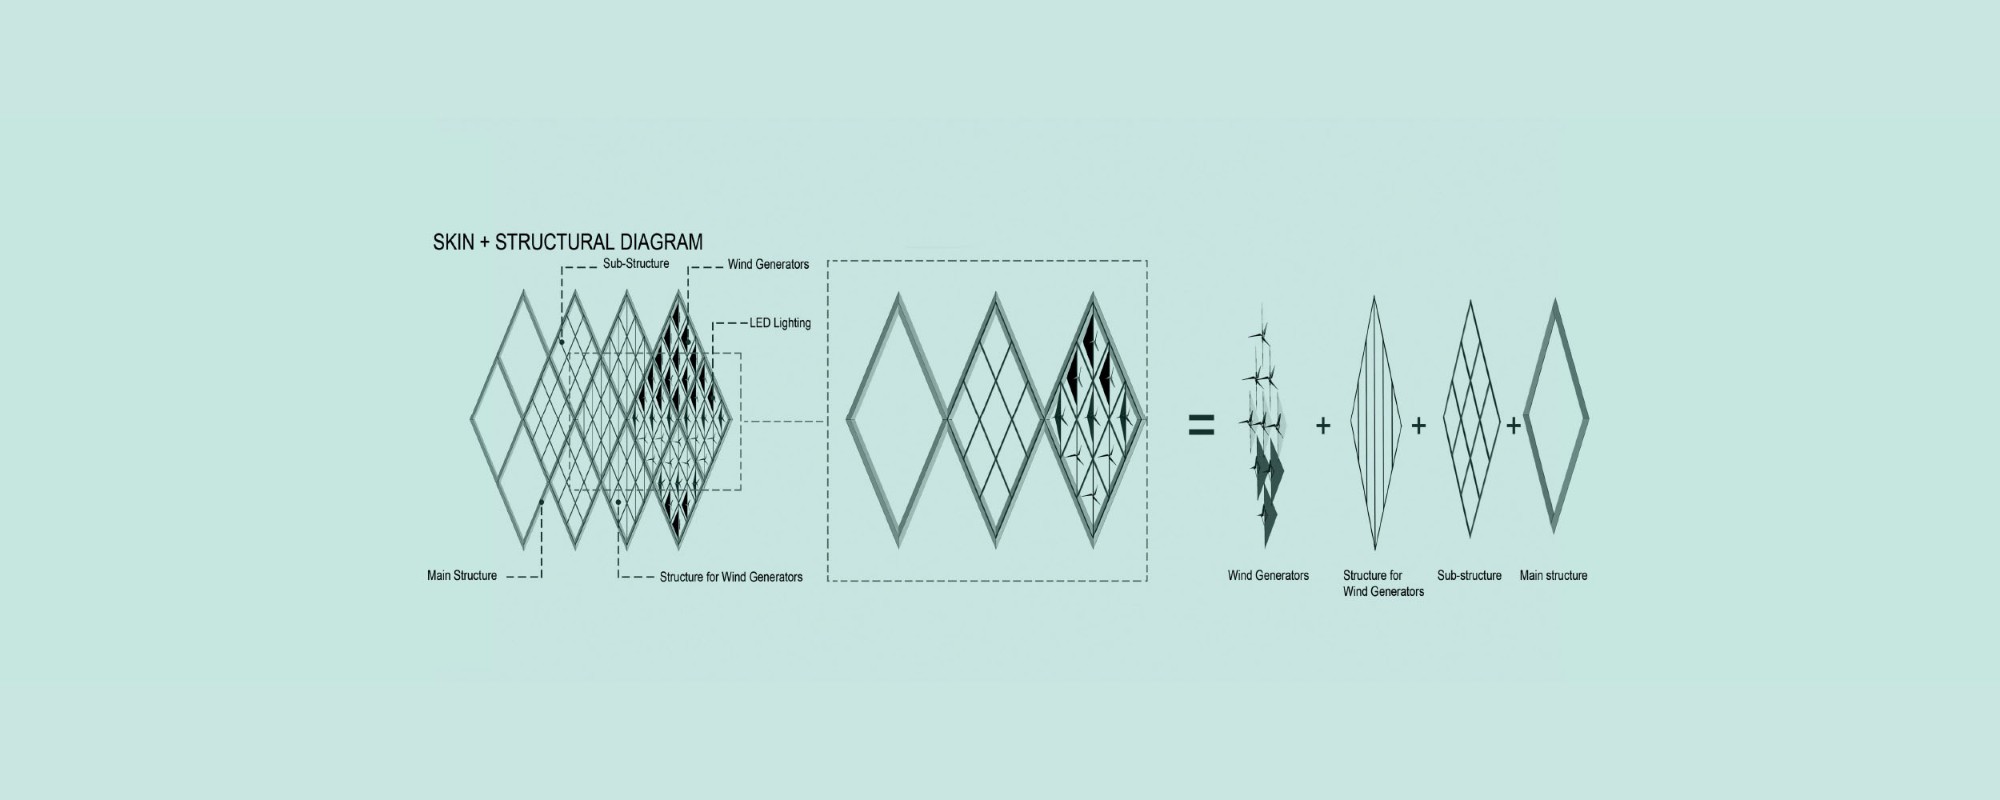 SKIN + STRUCTURAL DIAGRAM
Sub-Structure
Wind Generators
LED Lighting
Main Structure
Structure for Wind Generators
=
+
+
+
Wind Generators
Structure for
Wind Generators
Sub-structure
Main structure